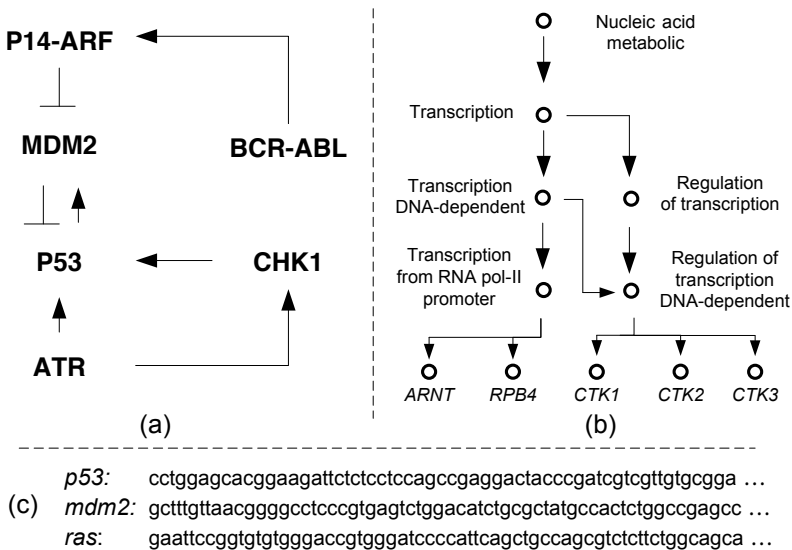 P14-ARF
MDM2
BCR-ABL
P53
CHK1
ATR
(a)
Nucleic acid
metabolic
Transcription
Transcription
DNA-dependent
Regulation
of transcription
Transcription
from RNA pol-II
promoter
Regulation of
transcription
DNA-dependent
ARNT RPB4 CTK1 CTK2 CTK3
(b)
(c)
p53: cctggagcacggaagattctctcctccagccgaggactacccgatcgtcgttgtgcgga ...
mdm2: gctttgttaacggggcctcccgtgagtctggacatctgcgctatgccactctggccgagcc ...
ras: gaattccggtgtgtgggaccgtgggatccccattcagctgccagcgtctcttctggcagca ...